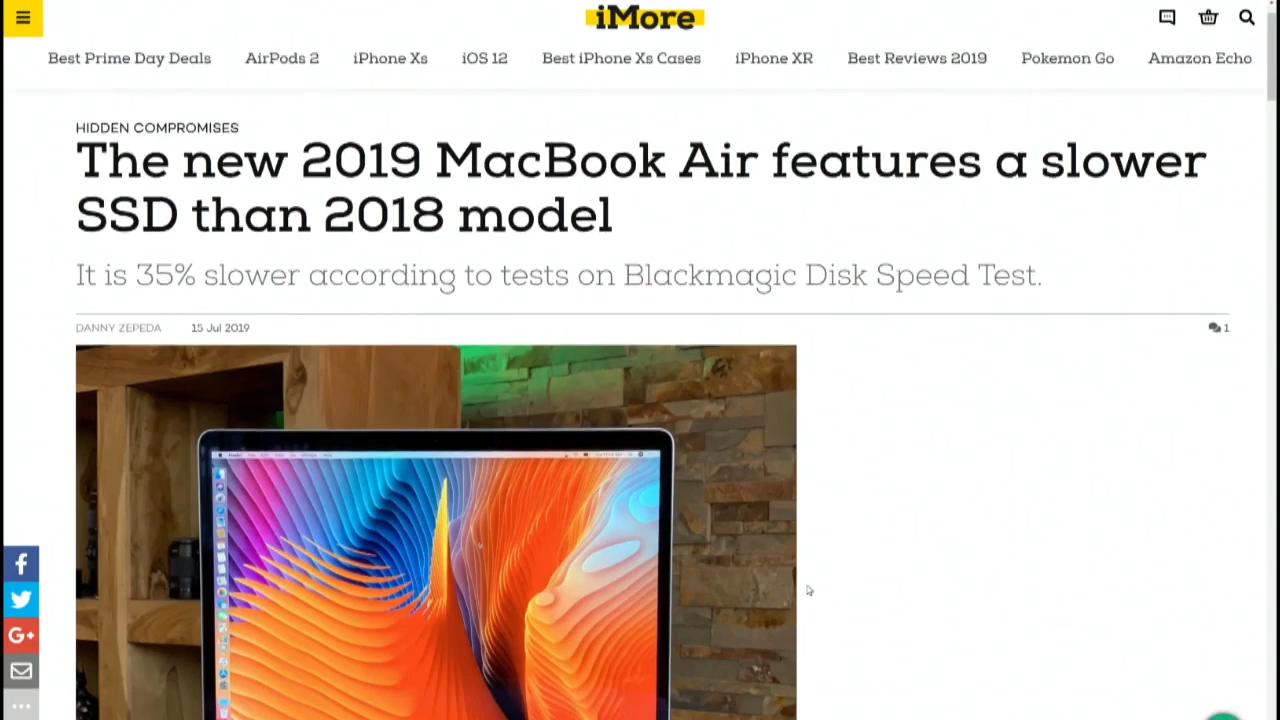 iMore
Best Prime Day Deals AirPods 2 iPhone Xs iOS 12 Best iPhone Xs Cases iPhone XR Best Reviews 2019 Pokemon Go Amazon Echo
HIDDEN COMPROMISES
The new 2019 MacBook Air features a slower
SSD than 2018 model
It is 35% slower according to tests on Blackmagic Disk Speed Test.
DANNY ZEPEDA 15 Jul 2019 1
f
G+